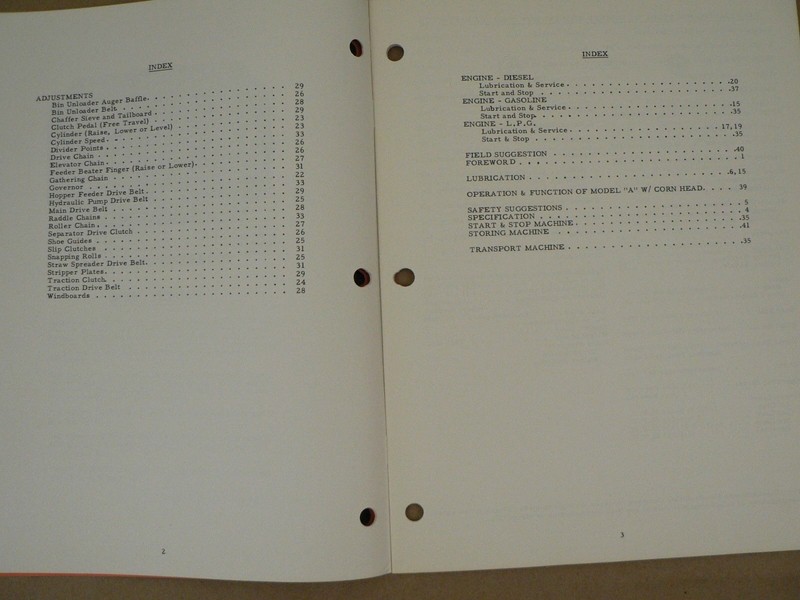 INDEX
ADJUSTMENTS
Bin Unloader Auger Baffle. . . . . . . . . . . . . . . 29
Bin Unloader Belt . . . . . . . . . . . . . . . . . . 26
Chaffer Sieve and Tailboard . . . . . . . . . . . . . . 28
Clutch Pedal (Free Travel) . . . . . . . . . . . . . . 29
Cylinder (Raise, Lower or Level) . . . . . . . . . . . . 23
Cylinder Speed. . . . . . . . . . . . . . . . . . . 23
Divider Points . . . . . . . . . . . . . . . . . . . 33
Drive Chain . . . . . . . . . . . . . . . . . . . . 26
Elevator Chain . . . . . . . . . . . . . . . . . . . 26
Feeder Beater Finger (Raise or Lower). . . . . . . . . . 27
Gathering Chain . . . . . . . . . . . . . . . . . . 31
Governor . . . . . . . . . . . . . . . . . . . . . 22
Hopper Feeder Drive Belt . . . . . . . . . . . . . . . 33
Hydraulic Pump Drive Belt . . . . . . . . . . . . . . 29
Main Drive Belt . . . . . . . . . . . . . . . . . . 25
Raddle Chains . . . . . . . . . . . . . . . . . . . 28
Roller Chain . . . . . . . . . . . . . . . . . . . . 33
Separator Drive Clutch . . . . . . . . . . . . . . . . 27
Shoe Guides . . . . . . . . . . . . . . . . . . . . 26
Slip Clutches . . . . . . . . . . . . . . . . . . . 25
Snapping Rolls . . . . . . . . . . . . . . . . . . . 31
Straw Spreader Drive Belt. . . . . . . . . . . . . . . 25
Stripper Plates. . . . . . . . . . . . . . . . . . . 31
Traction Clutch. . . . . . . . . . . . . . . . . . . 29
Traction Drive Belt . . . . . . . . . . . . . . . . . 24
Windboards . . . . . . . . . . . . . . . . . . . . 28
2
INDEX
ENGINE - DIESEL
Lubrication & Service . . . . . . . . . . . . . . . .20
Start and Stop . . . . . . . . . . . . . . . . . . .37
ENGINE - GASOLINE
Lubrication & Service . . . . . . . . . . . . . . . .15
Start and Stop. . . . . . . . . . . . . . . . . . .35
ENGINE - L.P.G.
Lubrication & Service . . . . . . . . . . . . . . . 17,19
Start & Stop . . . . . . . . . . . . . . . . . . . .35
FIELD SUGGESTION . . . . . . . . . . . . . . . . . .40
FOREWORD . . . . . . . . . . . . . . . . . . . . . 1
LUBRICATION . . . . . . . . . . . . . . . . . . . .6,15
OPERATION & FUNCTION OF MODEL "A" W/ CORN HEAD. . . . 39
SAFETY SUGGESTIONS . . . . . . . . . . . . . . . . . 5
SPECIFICATION . . . . . . . . . . . . . . . . . . . 4
START & STOP MACHINE . . . . . . . . . . . . . . . . .35
STORING MACHINE . . . . . . . . . . . . . . . . . .41
TRANSPORT MACHINE . . . . . . . . . . . . . . . . . .35
3